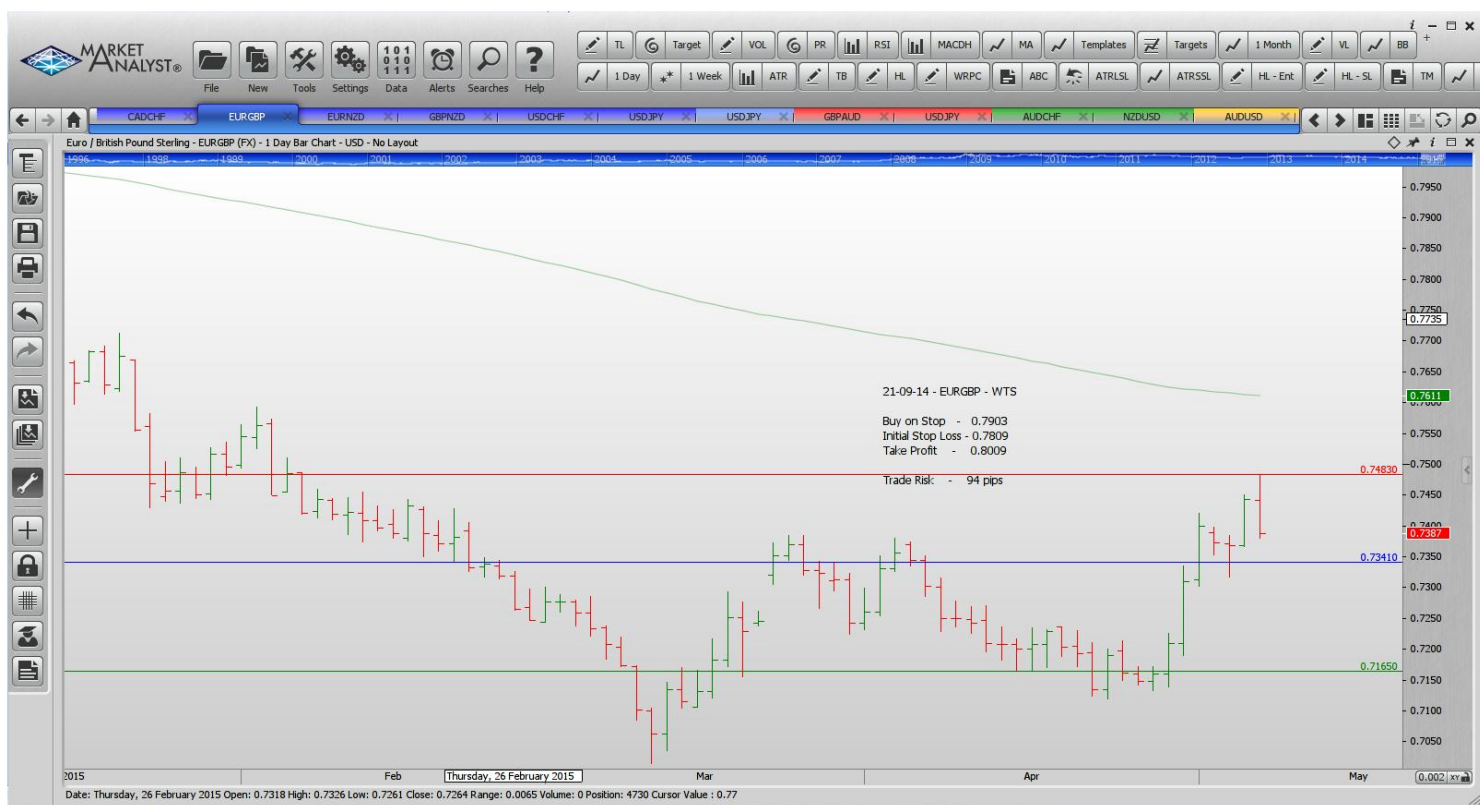 MARKET
ANALYST®
File New Tools Settings Data Alerts Searches Help
TL Target VOL PR RSI MACDH MA Templates Targets 1 Month VL BB
1 Day 1 Week ATR TB HL WRPC ABC ATRLSL ATRSSL HL - Ent HL - SL TM
CADCHF EURGBP EURNZD GBPNZD USDCHF USDJPY USDJPY GBPAUD USDJPY AUDCHF NZDUSD AUDUSD
Euro / British Pound Sterling - EURGBP (FX) - 1 Day Bar Chart - USD - No Layout
1996 1998 1999 2000 2001 2002 2003 2004 2005 2006 2007 2008 2009 2010 2011 2012 2013 2014
0.7950
0.7900
0.7850
0.7800
0.7750
0.7735
0.7700
0.7650
0.7611
0.7600
0.7550
0.7500
0.7450
0.7400
0.7387
0.7350
0.7300
0.7250
0.7200
0.7150
0.7100
0.7050
21-09-14 - EURGBP - WTS
Buy on Stop - 0.7903
Initial Stop Loss - 0.7809
Take Profit - 0.8009
Trade Risk - 94 pips
0.74830
0.73410
0.71650
2015 Feb Thursday, 26 February 2015 Mar Apr May 0.002 XY
Date: Thursday, 26 February 2015 Open: 0.7318 High: 0.7326 Low: 0.7261 Close: 0.7264 Range: 0.0065 Volume: 0 Position: 4730 Cursor Value : 0.77